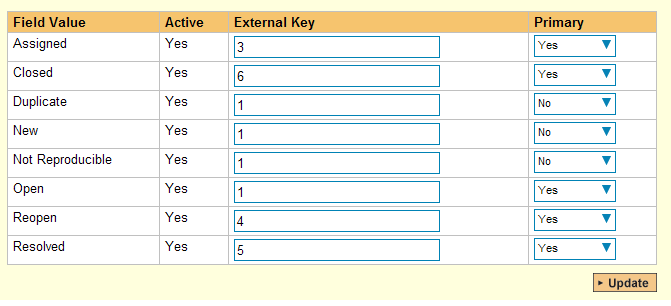 Field Value Active External Key Primary
Assigned Yes 3 Yes
Closed Yes 6 Yes
Duplicate Yes 1 No
New Yes 1 No
Not Reproducible Yes 1 No
Open Yes 1 Yes
Reopen Yes 4 Yes
Resolved Yes 5 Yes
Update